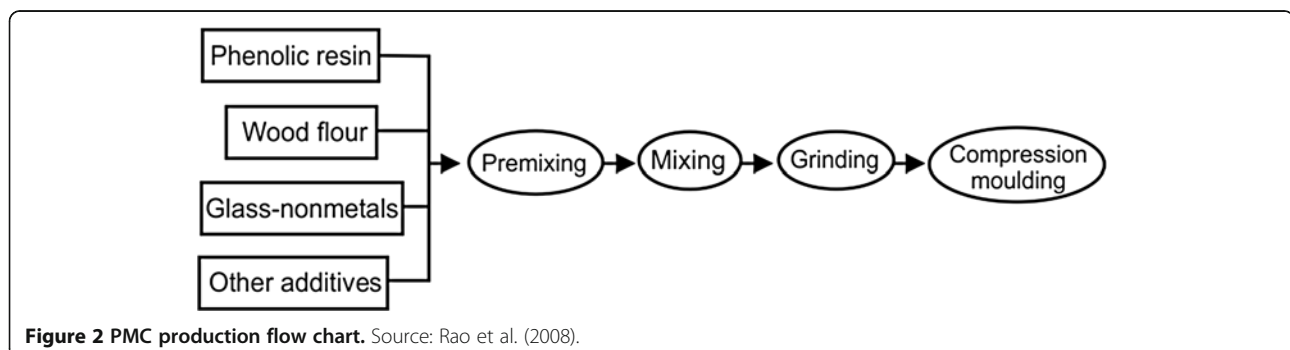 Phenolic resin
Wood flour
Glass-nonmetals
Other additives
Premixing
Mixing
Grinding
Compression
moulding
Figure 2 PMC production flow chart. Source: Rao et al. (2008).